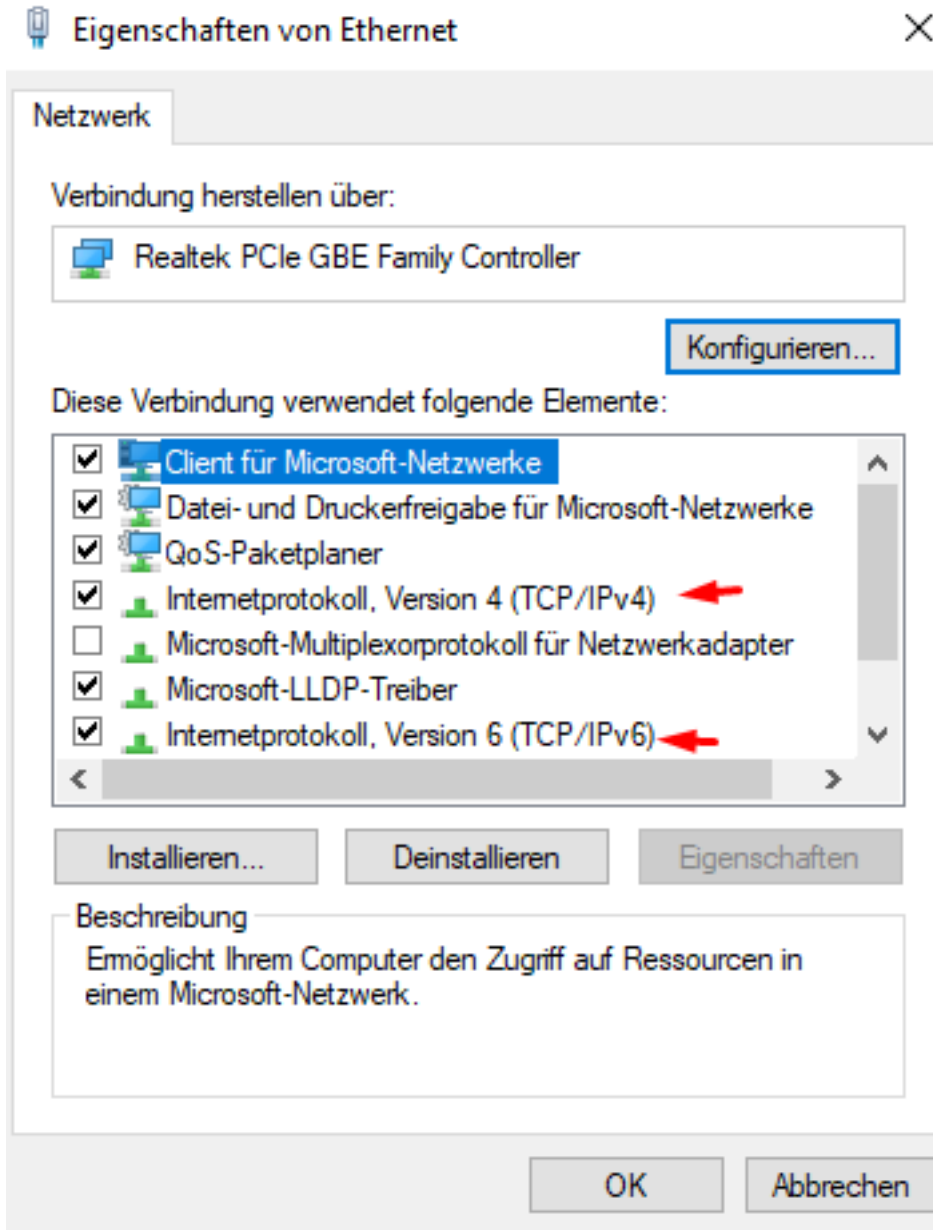 Eigenschaften von Ethernet
Netzwerk
Verbindung herstellen über:
Realtek PCIe GBE Family Controller
Konfigurieren...
Diese Verbindung verwendet folgende Elemente:
Client für Microsoft-Netzwerke
Datei- und Druckerfreigabe für Microsoft-Netzwerke
QoS-Paketplaner
Internetprotokoll, Version 4 (TCP/IPv4)
Microsoft-Multiplexorprotokoll für Netzwerkadapter
Microsoft-LLDP-Treiber
Internetprotokoll, Version 6 (TCP/IPv6)
Installieren...
Deinstallieren
Eigenschaften
Beschreibung
Ermöglicht Ihrem Computer den Zugriff auf Ressourcen in
einem Microsoft-Netzwerk.
OK
Abbrechen